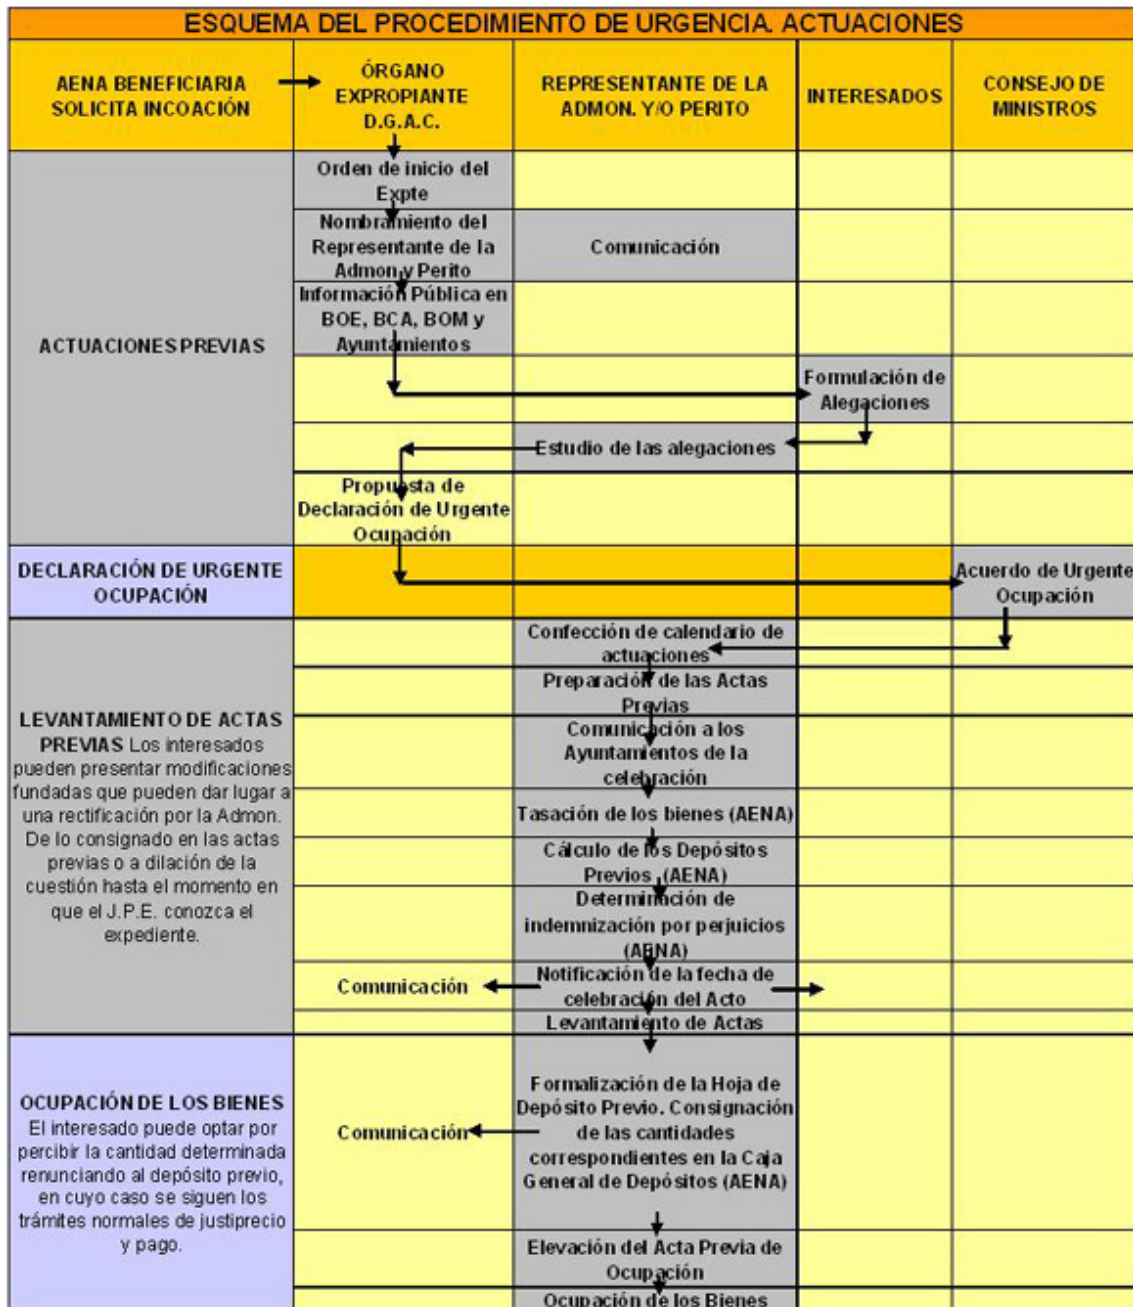 ESQUEMA DEL PROCEDIMIENTO DE URGENCIA. ACTUACIONES
AENA BENEFICIARIA
SOLICITA INCOACIÓN
ÓRGANO
EXPROPIANTE
D.G.A.C.
REPRESENTANTE DE LA
ADMON. Y/O PERITO
INTERESADOS
CONSEJO DE
MINISTROS
ACTUACIONES PREVIAS
Orden de inicio del
Expte
Nombramiento del
Representante de la
Admon y Perito
Comunicación
Información Pública en
BOE, BCA, BOM y
Ayuntamientos
Formulación de
Alegaciones
Estudio de las alegaciones
Propuesta de
Declaración de Urgente
Ocupación
DECLARACIÓN DE URGENTE
OCUPACIÓN
Acuerdo de Urgente
Ocupación
LEVANTAMIENTO DE ACTAS
PREVIAS Los interesados
pueden presentar modificaciones
fundadas que pueden dar lugar a
una rectificación por la Admon.
De lo consignado en las actas
previas o a dilación de la
cuestión hasta el momento en
que el J.P.E. conozca el
expediente.
Confección de calendario de
actuaciones
Preparación de las Actas
Previas
Comunicación a los
Ayuntamientos de la
celebración
Tasación de los bienes (AENA)
Cálculo de los Depósitos
Previos (AENA)
Determinación de
indemnización por perjuicios
(AENA)
Comunicación
Notificación de la fecha de
celebración del Acto
Levantamiento de Actas
OCUPACIÓN DE LOS BIENES
El interesado puede optar por
percibir la cantidad determinada
renunciando al depósito previo,
en cuyo caso se siguen los
trámites normales de justiprecio
y pago.
Comunicación
Formalización de la Hoja de
Depósito Previo. Consignación
de las cantidades
correspondientes en la Caja
General de Depósitos (AENA)
Elevación del Acta Previa de
Ocupación
Ocupación de los Bienes